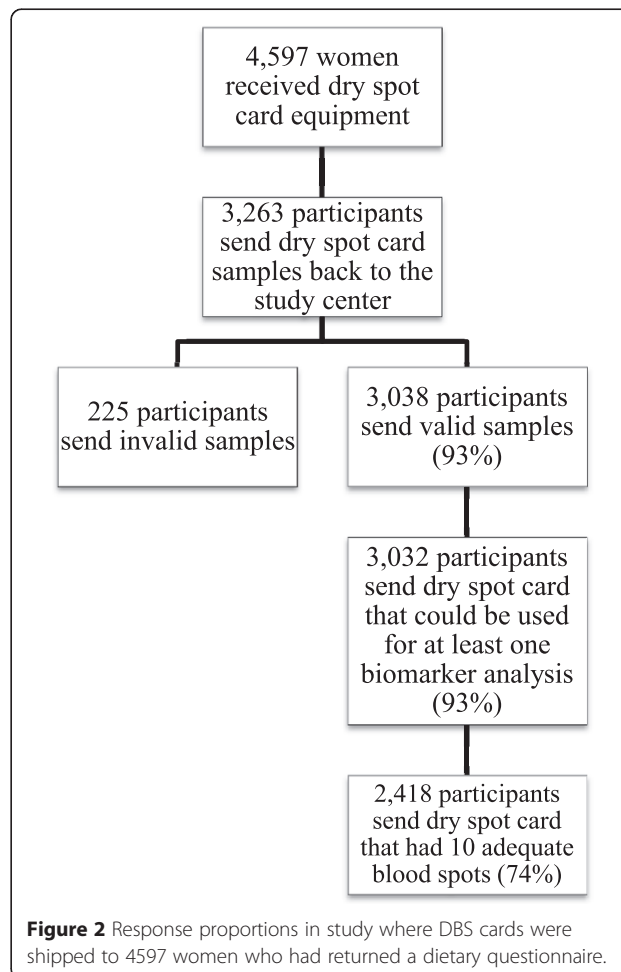 4,597 women
received dry spot
card equipment
3,263 participants
send dry spot card
samples back to the
study center
225 participants
send invalid samples
3,038 participants
send valid samples
(93%)
3,032 participants
send dry spot card
that could be used
for at least one
biomarker analysis
(93%)
2,418 participants
send dry spot card
that had 10 adequate
blood spots (74%)
Figure 2 Response proportions in study where DBS cards were
shipped to 4597 women who had returned a dietary questionnaire.